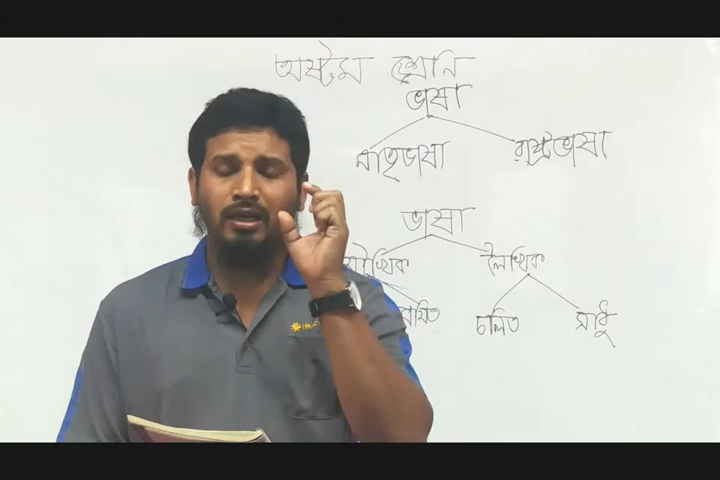 অষ্টম শ্রেনি
ভাষা
মাতৃভাষা রাষ্ট্রভাষা
ভাষা
মৌখিক লৈখিক
চলিত সাধু